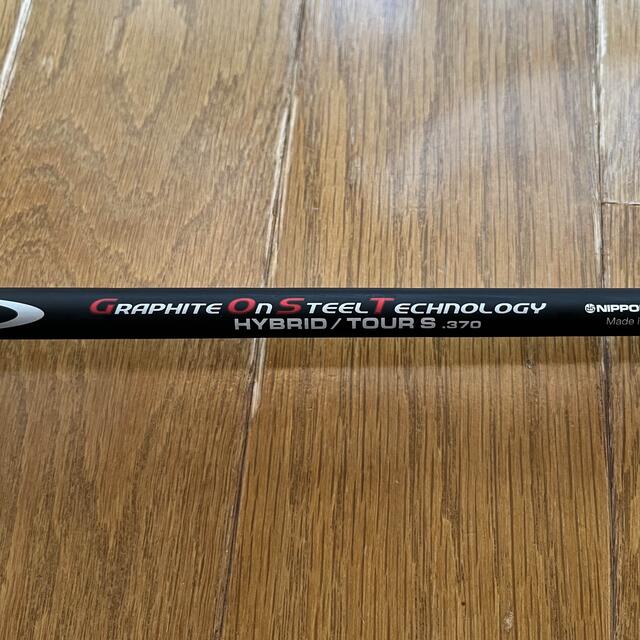 GRAPHITE ON STEEL TECHNOLOGY
HYBRID / TOUR S .370
NIPPO
Made